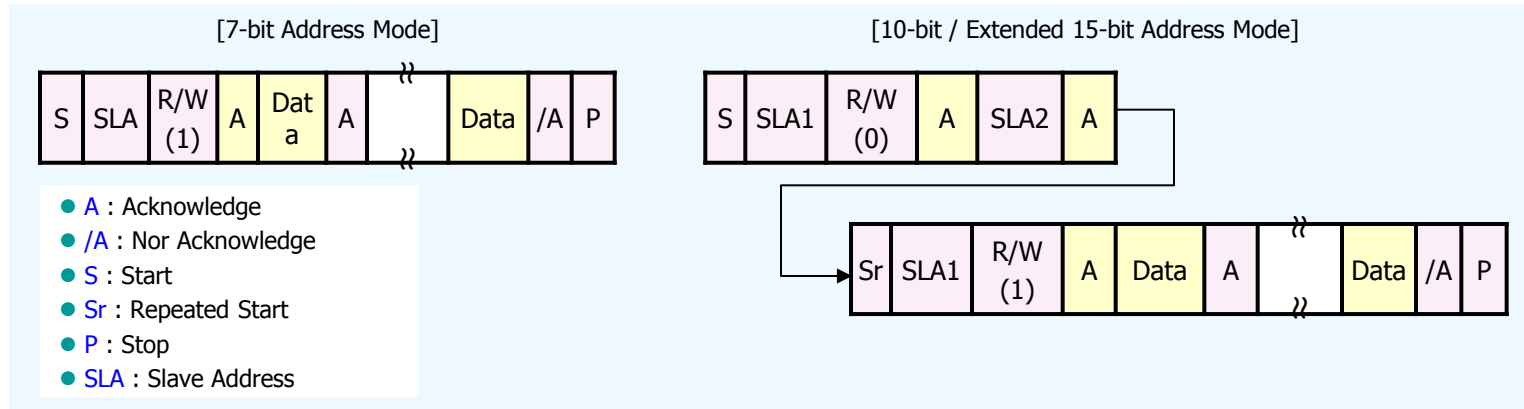 [7-bit Address Mode]
S SLA R/W (1) A Dat a A Data /A P
A : Acknowledge
/A : Nor Acknowledge
S : Start
Sr : Repeated Start
P : Stop
SLA : Slave Address
[10-bit / Extended 15-bit Address Mode]
S SLA1 R/W (0) A SLA2 A
Sr SLA1 R/W (1) A Data A Data /A P